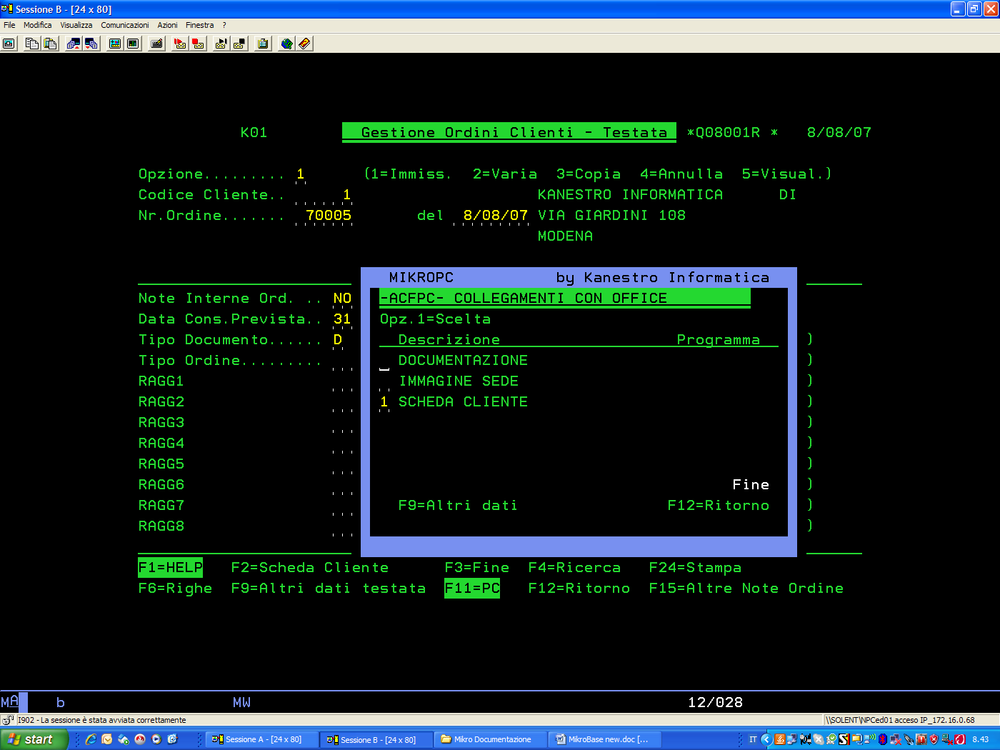 Sessione B - [24 x 80]
File Modifica Visualizza Comunicazioni Azioni Finestra ?
K01 Gestione Ordini Clienti - Testata *Q08001R * 8/08/07
Opzione......... 1 (1=Immiss. 2=Varia 3=Copia 4=Annulla 5=Visual.)
Codice Cliente.. 1 KANESTRO INFORMATICA DI
Nr.Ordine....... 70005 del 8/08/07 VIA GIARDINI 108
MODENA
MIKROPC by Kanestro Informatica
Note Interne Ord. .. NO -ACFPC- COLLEGAMENTI CON OFFICE
Data Cons.Prevista.. 31 Opz.1=Scelta
Tipo Documento...... D Descrizione Programma )
Tipo Ordine......... DOCUMENTAZIONE )
RAGG1 IMMAGINE SEDE )
RAGG2 1 SCHEDA CLIENTE )
RAGG3 )
RAGG4 )
RAGG5 )
RAGG6 Fine )
RAGG7 F9=Altri dati F12=Ritorno )
RAGG8 )
F1=HELP F2=Scheda Cliente F3=Fine F4=Ricerca F24=Stampa
F6=Righe F9=Altri dati testata F11=PC F12=Ritorno F15=Altre Note Ordine
MA b MW 12/028
I902 - La sessione è stata avviata correttamente \\SOLENT\NPCed01 acceso IP_172.16.0.68
start Sessione A - [24 x 80] Sessione B - [24 x 80] Mikro Documentazione MikroBase new.doc [... IT 8.43